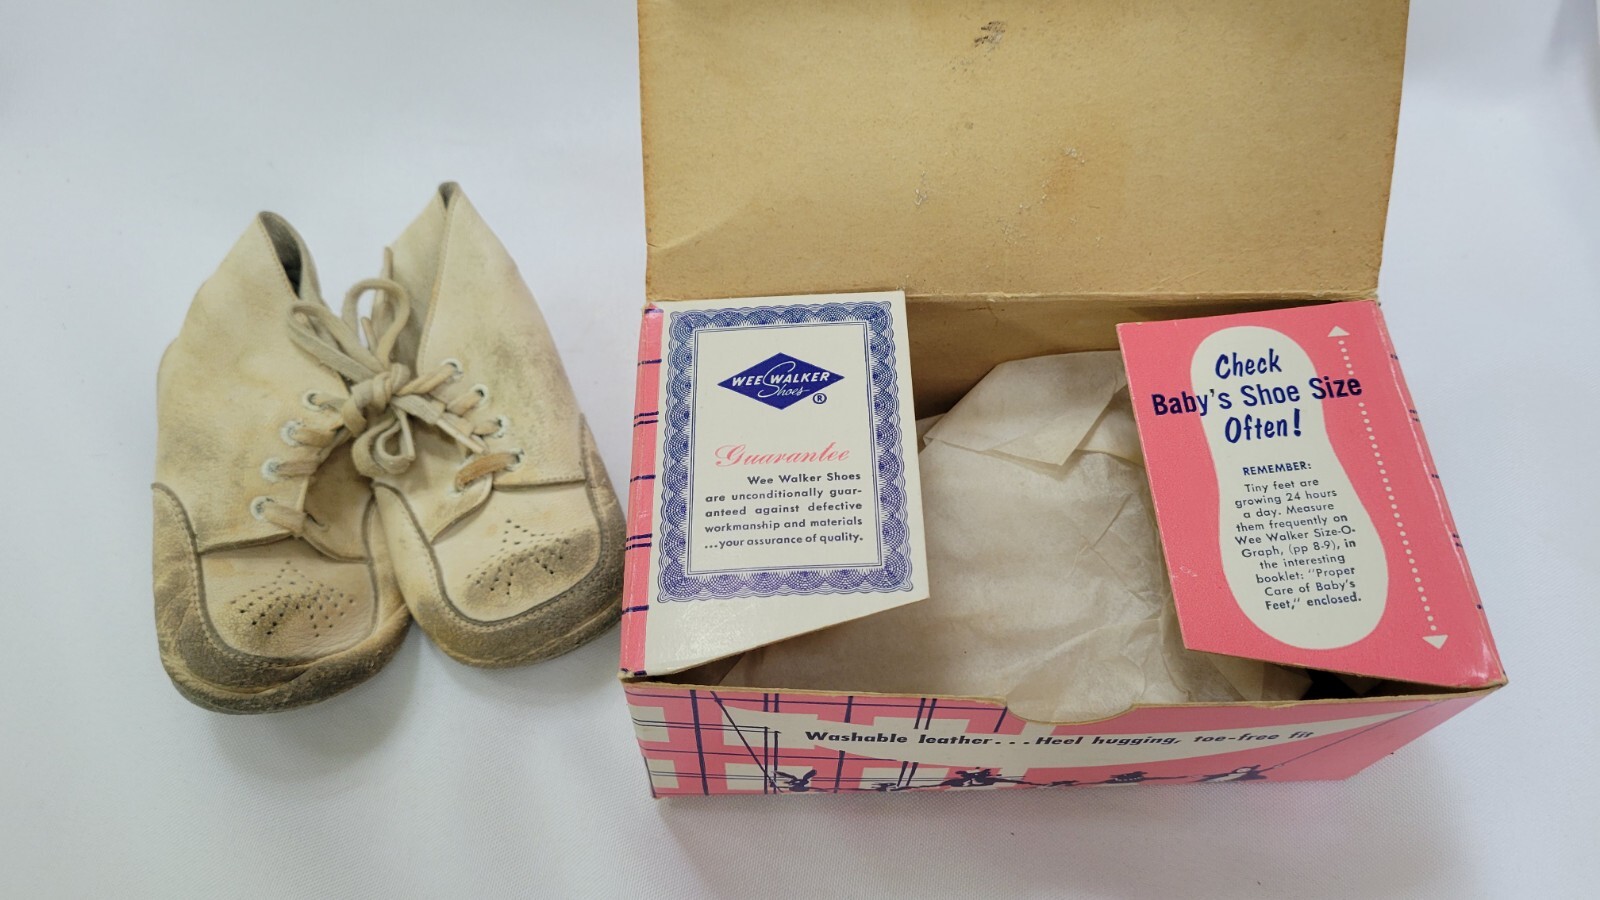 WEE WALKER
Shoes
®
Guarantee
Wee Walker Shoes
are unconditionally guar-
anteed against defective
workmanship and materials
...your assurance of quality.
Check
Baby's Shoe Size
Often!
REMEMBER:
Tiny feet are
growing 24 hours
a day. Measure
them frequently on
Wee Walker Size-O-
Graph, (pp 8-9), in
the interesting
booklet: "Proper
Care of Baby's
Feet," enclosed.
Washable leather...Heel hugging, toe-free fit